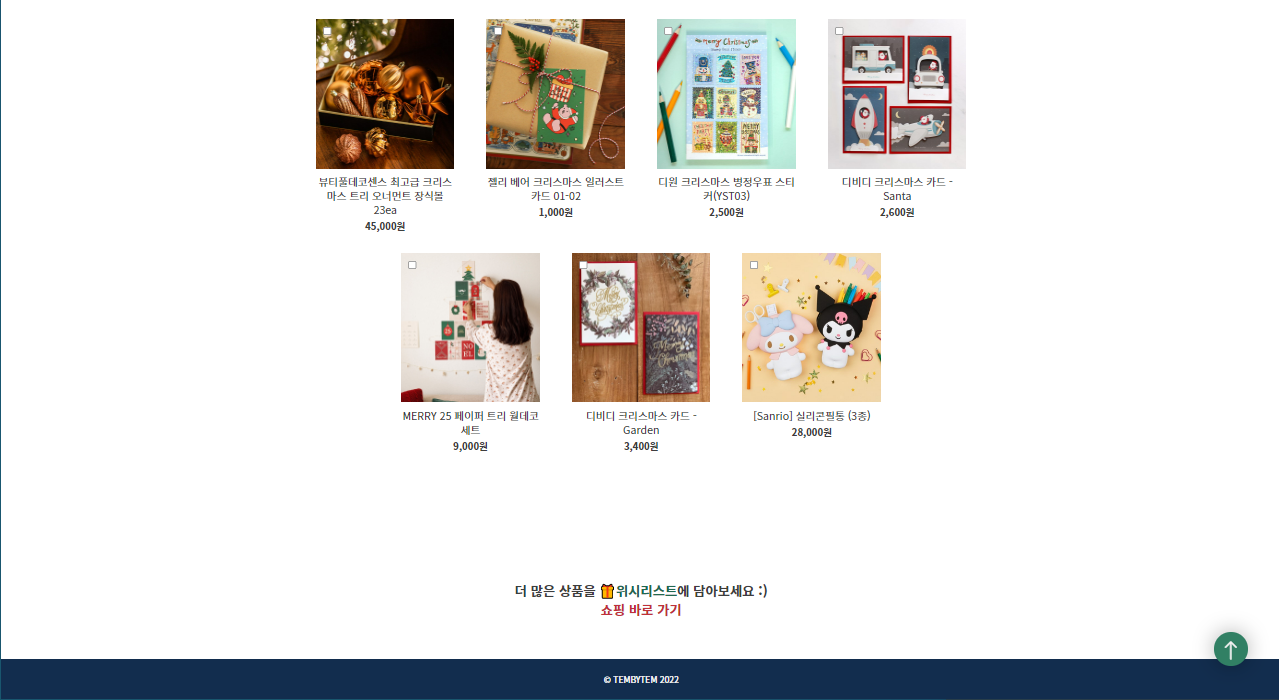 뷰티풀데코센스 최고급 크리스
마스 트리 오너먼트 장식볼
23ea
45,000원
젤리 베어 크리스마스 일러스트
카드 01-02
1,000원
디원 크리스마스 병정우표 스티
커(YST03)
2,500원
디비디 크리스마스 카드 -
Santa
2,600원
Merry Christmas
MERRY 25 페이퍼 트리 월데코
세트
9,000원
디비디 크리스마스 카드 -
Garden
3,400원
[Sanrio] 실리콘필통 (3종)
28,000원
더 많은 상품을 위시리스트에 담아보세요 :)
쇼핑 바로 가기
© TEMBYTEM 2022